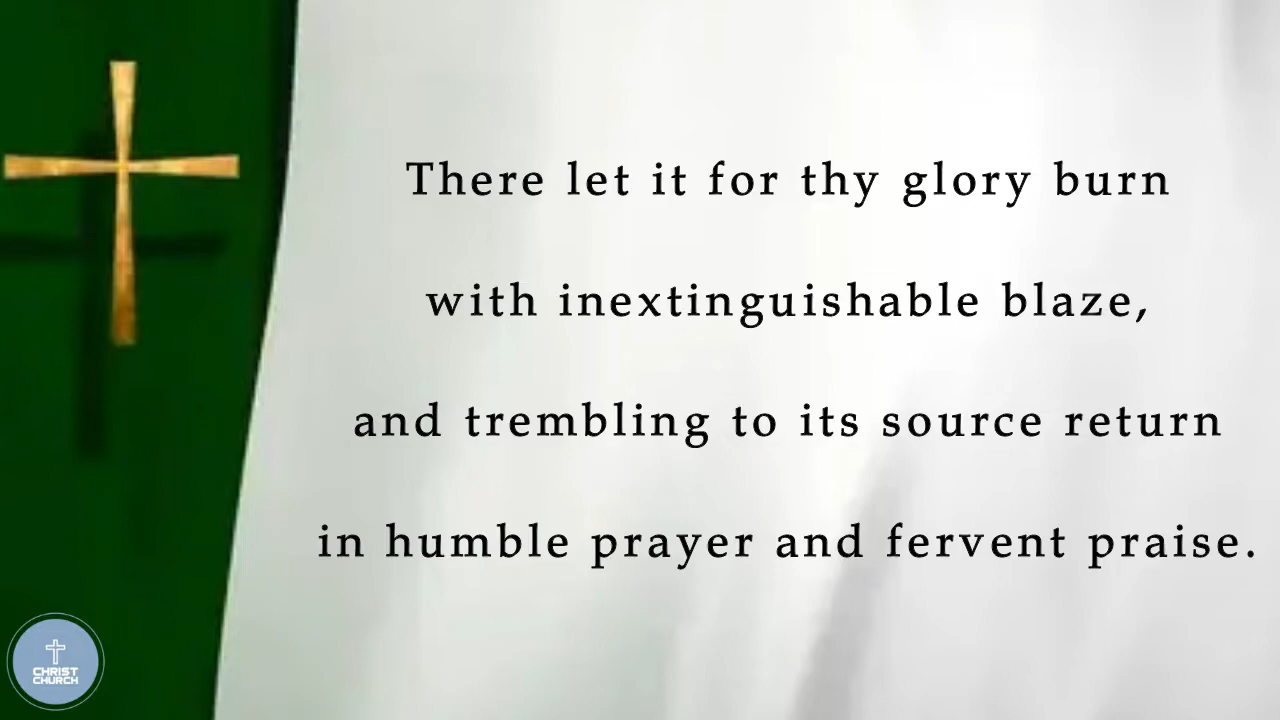 There let it for thy glory burn
with inextinguishable blaze,
and trembling to its source return
in humble prayer and fervent praise.
CHRIST
CHURCH